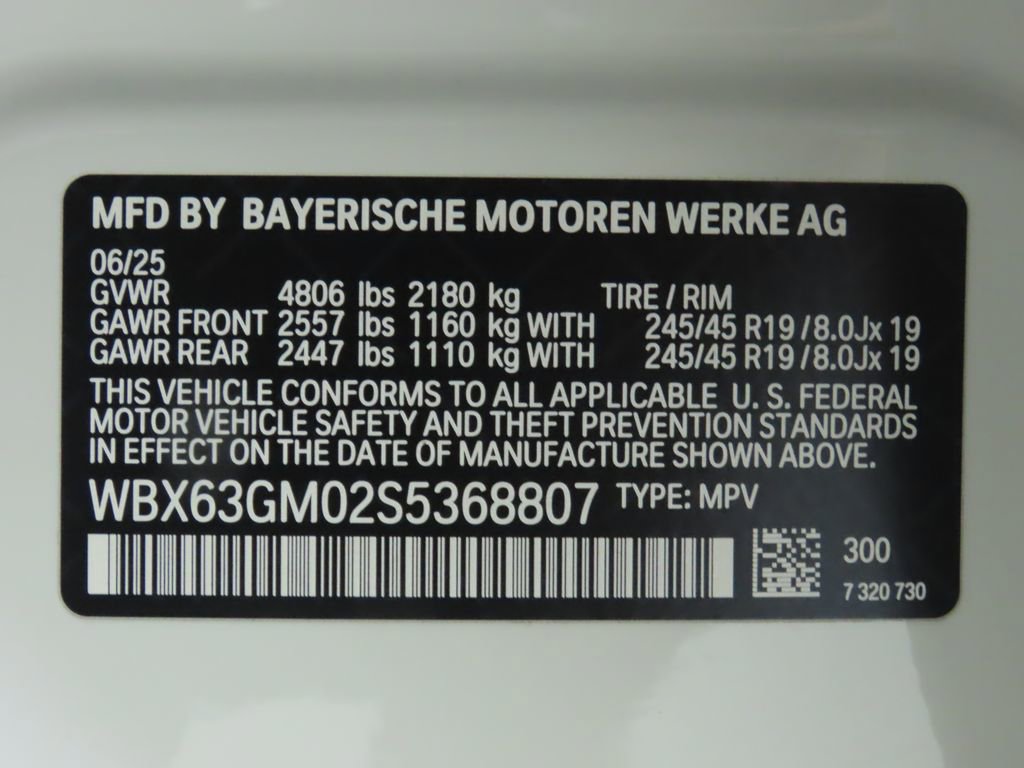 MFD BY BAYERISCHE MOTOREN WERKE AG
06/25
GVWR 4806 lbs 2180 kg TIRE / RIM
GAWR FRONT 2557 lbs 1160 kg WITH 245/45 R19 / 8.0Jx 19
GAWR REAR 2447 lbs 1110 kg WITH 245/45 R19 / 8.0Jx 19
THIS VEHICLE CONFORMS TO ALL APPLICABLE U. S. FEDERAL
MOTOR VEHICLE SAFETY AND THEFT PREVENTION STANDARDS
IN EFFECT ON THE DATE OF MANUFACTURE SHOWN ABOVE.
WBX63GM02S5368807 TYPE: MPV
300
7 320 730